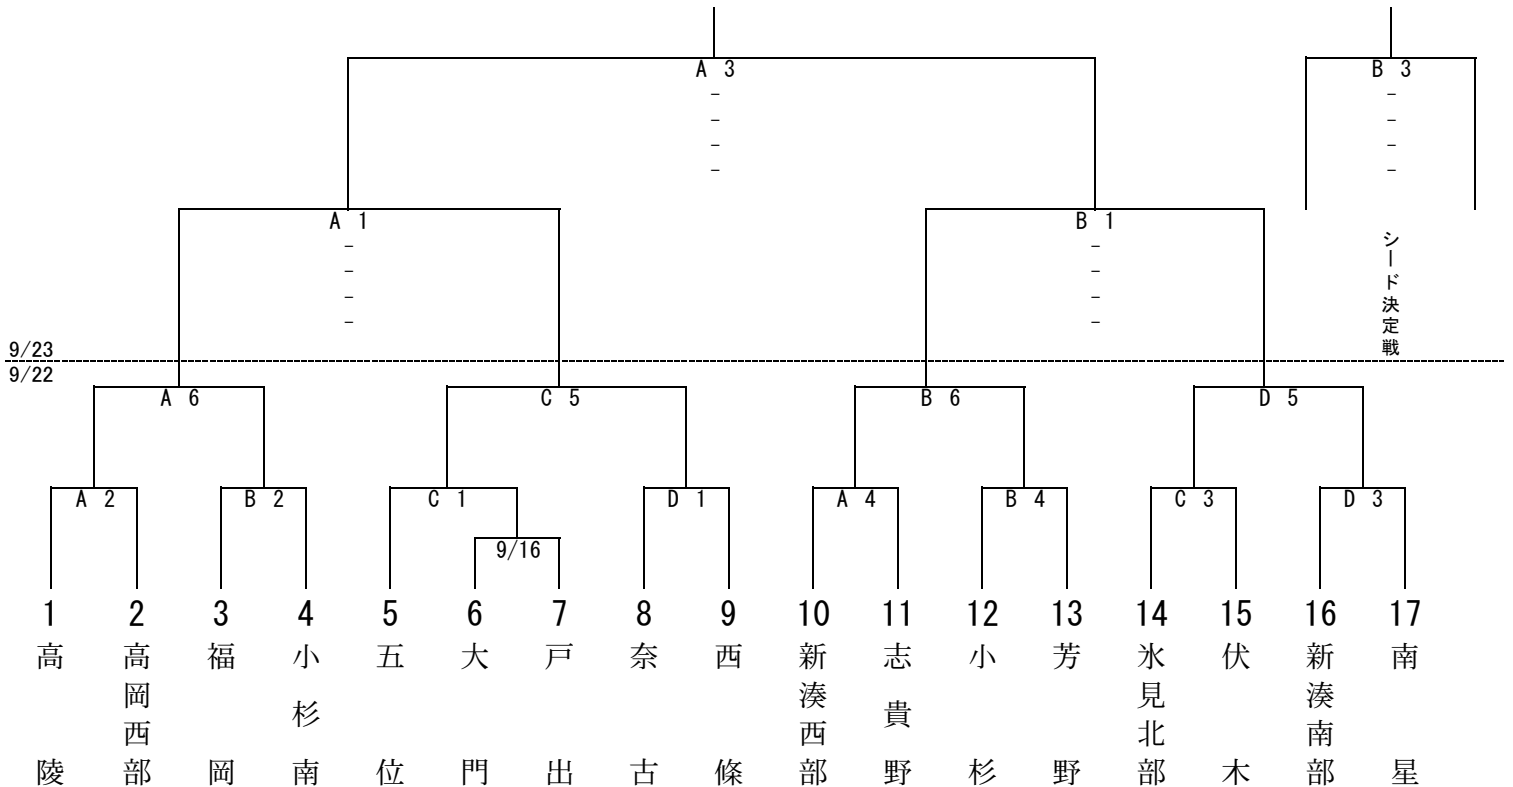 A 3
B 3
-
-
-
-
-
-
-
-
A 1
B 1
-
-
-
-
-
-
-
-
シード決定戦
9/23
9/22
A 6
C 5
B 6
D 5
A 2
B 2
C 1
D 1
A 4
B 4
C 3
D 3
9/16
1
2
3
4
5
6
7
8
9
10
11
12
13
14
15
16
17
高陵
高岡西部
福岡
小杉南
五位
大門
戸出
奈古
西條
新湊西部
志貴野
小杉
芳野
氷見北部
伏木
新湊南部
南星